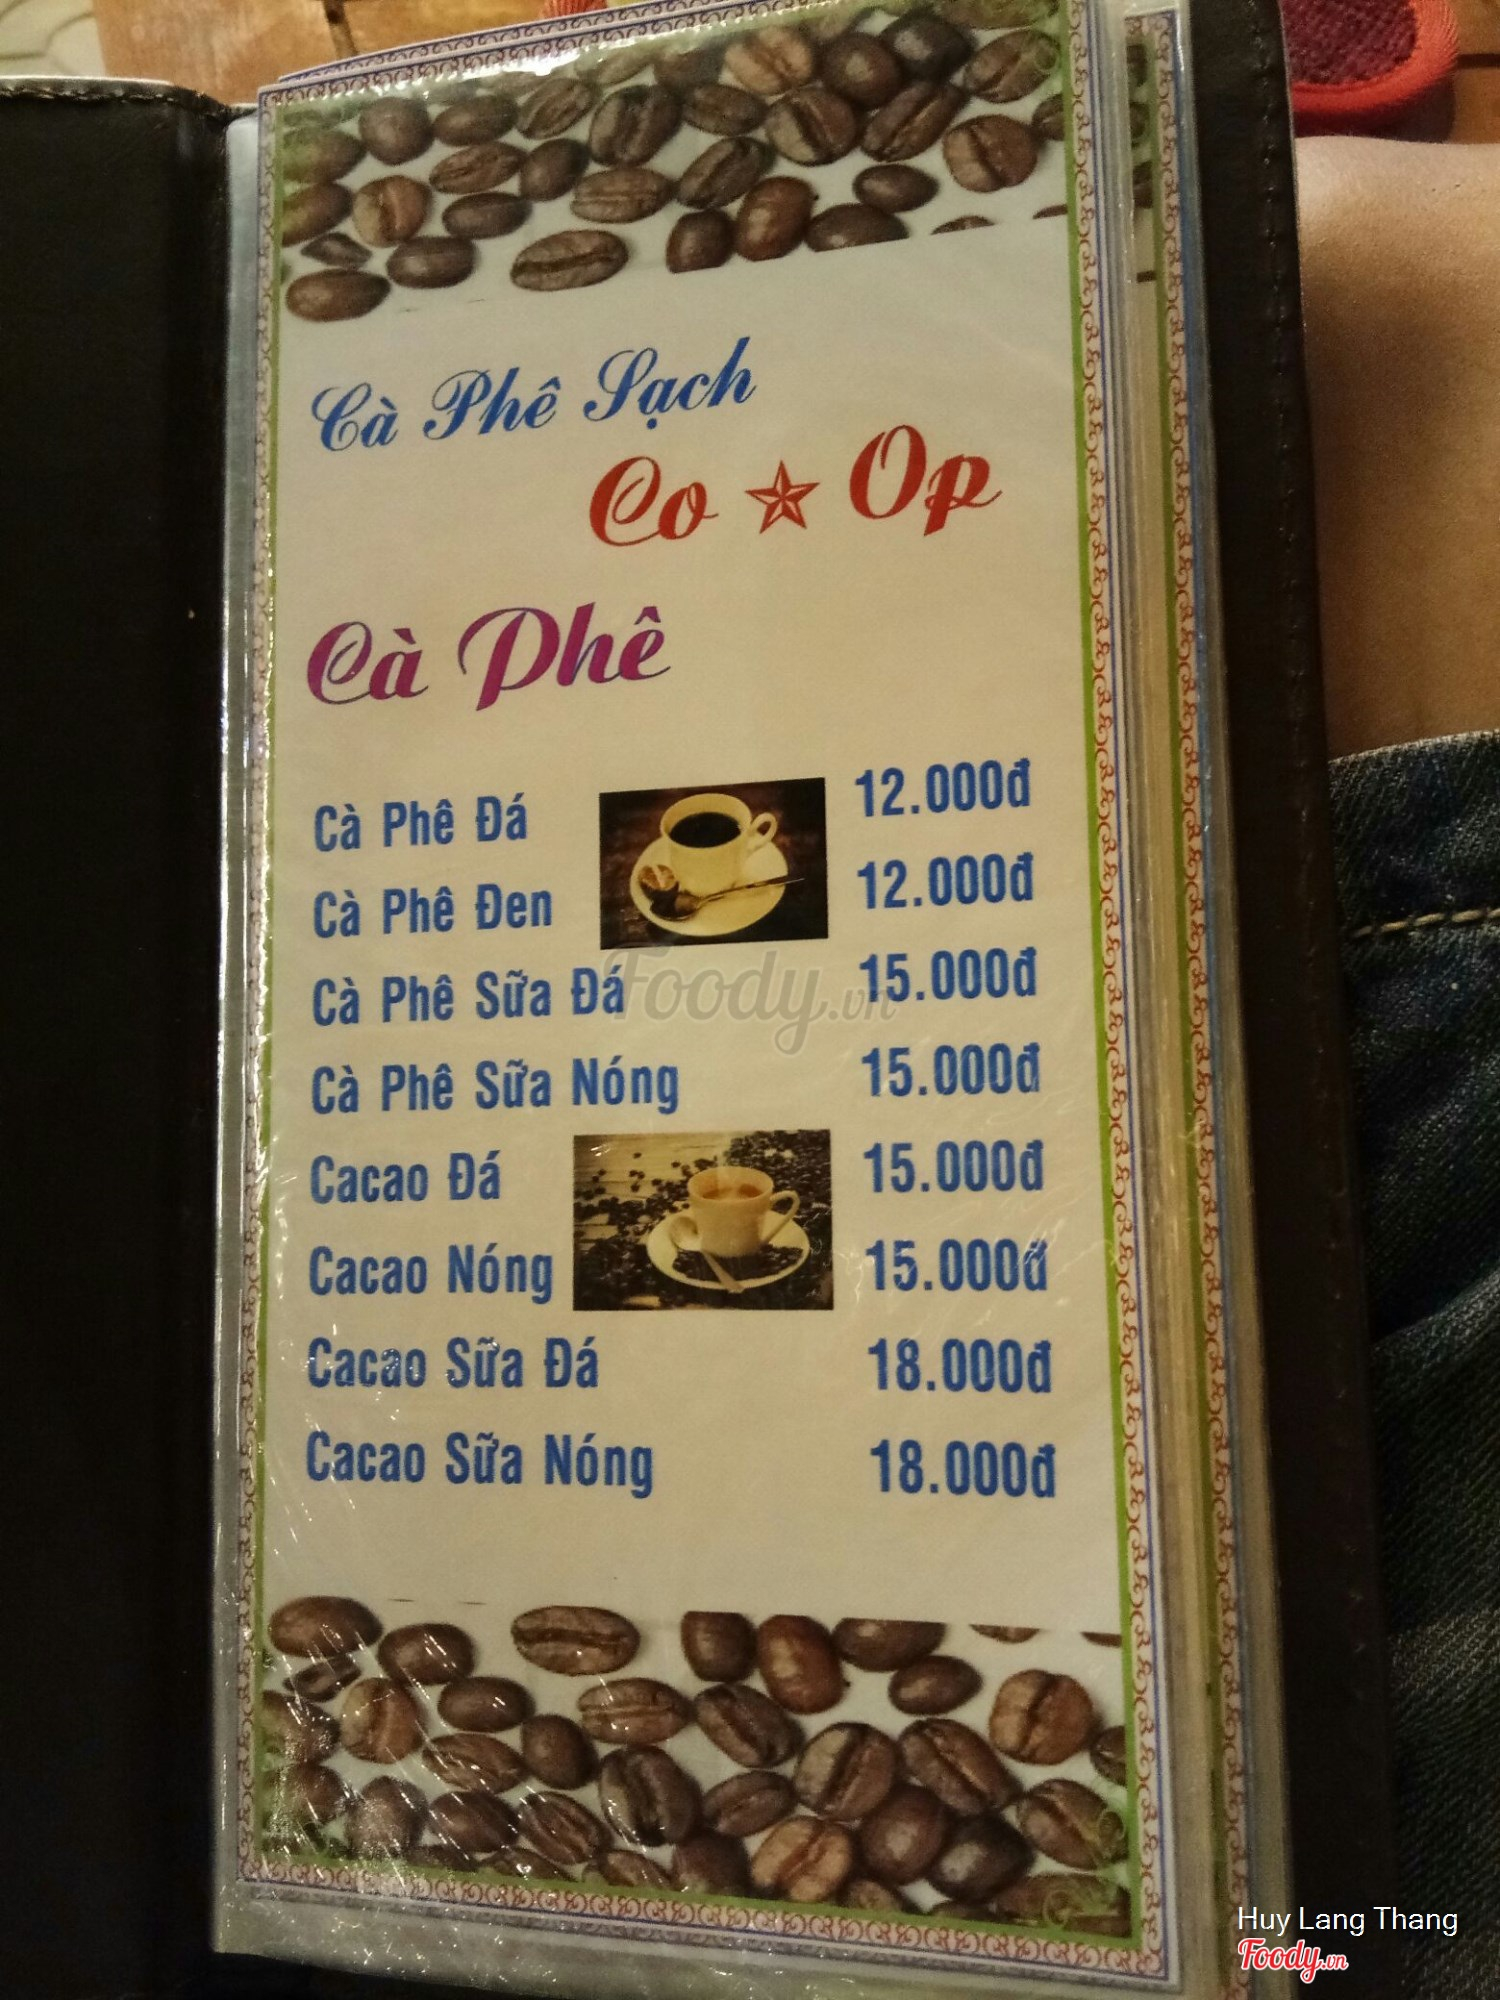 Cà Phê Sạch
Co ★ Op
Cà Phê
Cà Phê Đá 12.000đ
Cà Phê Đen 12.000đ
Cà Phê Sữa Đá 15.000đ
Cà Phê Sữa Nóng 15.000đ
Cacao Đá 15.000đ
Cacao Nóng 15.000đ
Cacao Sữa Đá 18.000đ
Cacao Sữa Nóng 18.000đ
Foody.vn
Huy Lang Thang
Foody.vn